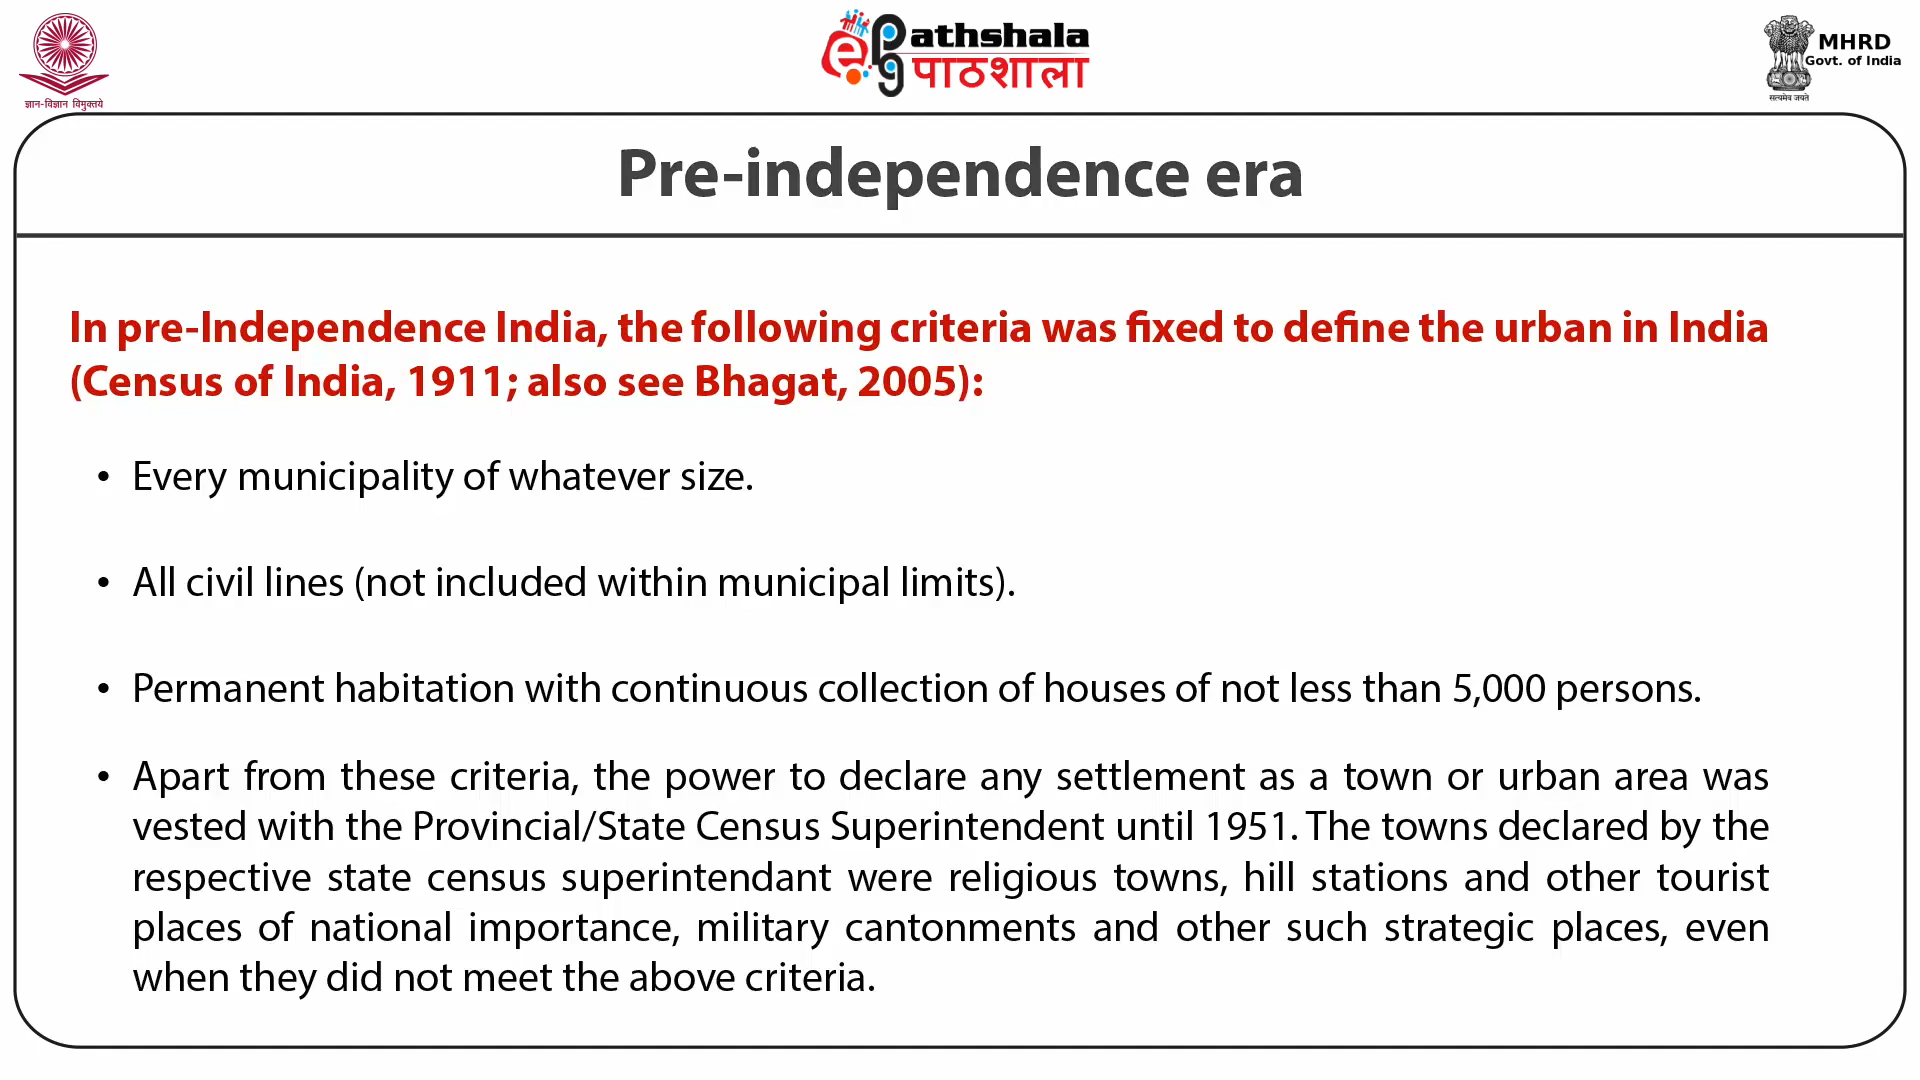 ज्ञान-विज्ञान विमुक्तये
ePathshala
पाठशाला
MHRD
Govt. of India
सत्यमेव जयते
Pre-independence era
In pre-Independence India, the following criteria was fixed to define the urban in India
(Census of India, 1911; also see Bhagat, 2005):
• Every municipality of whatever size.
• All civil lines (not included within municipal limits).
• Permanent habitation with continuous collection of houses of not less than 5,000 persons.
• Apart from these criteria, the power to declare any settlement as a town or urban area was
vested with the Provincial/State Census Superintendent until 1951. The towns declared by the
respective state census superintendant were religious towns, hill stations and other tourist
places of national importance, military cantonments and other such strategic places, even
when they did not meet the above criteria.